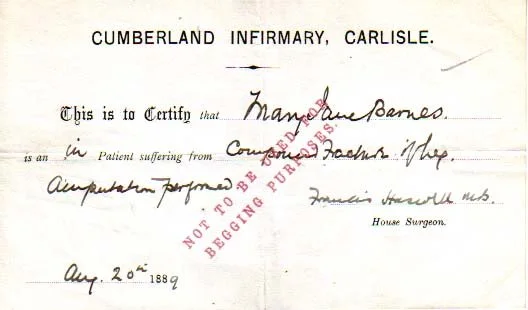 CUMBERLAND INFIRMARY, CARLISLE.
This is to Certify that Mary Jane Barnes.
is an in Patient suffering from Compound Fracture of leg.
Amputation performed
Francis M.B.
House Surgeon.
Aug. 20th 1889
NOT TO BE USED FOR
BEGGING PURPOSES.